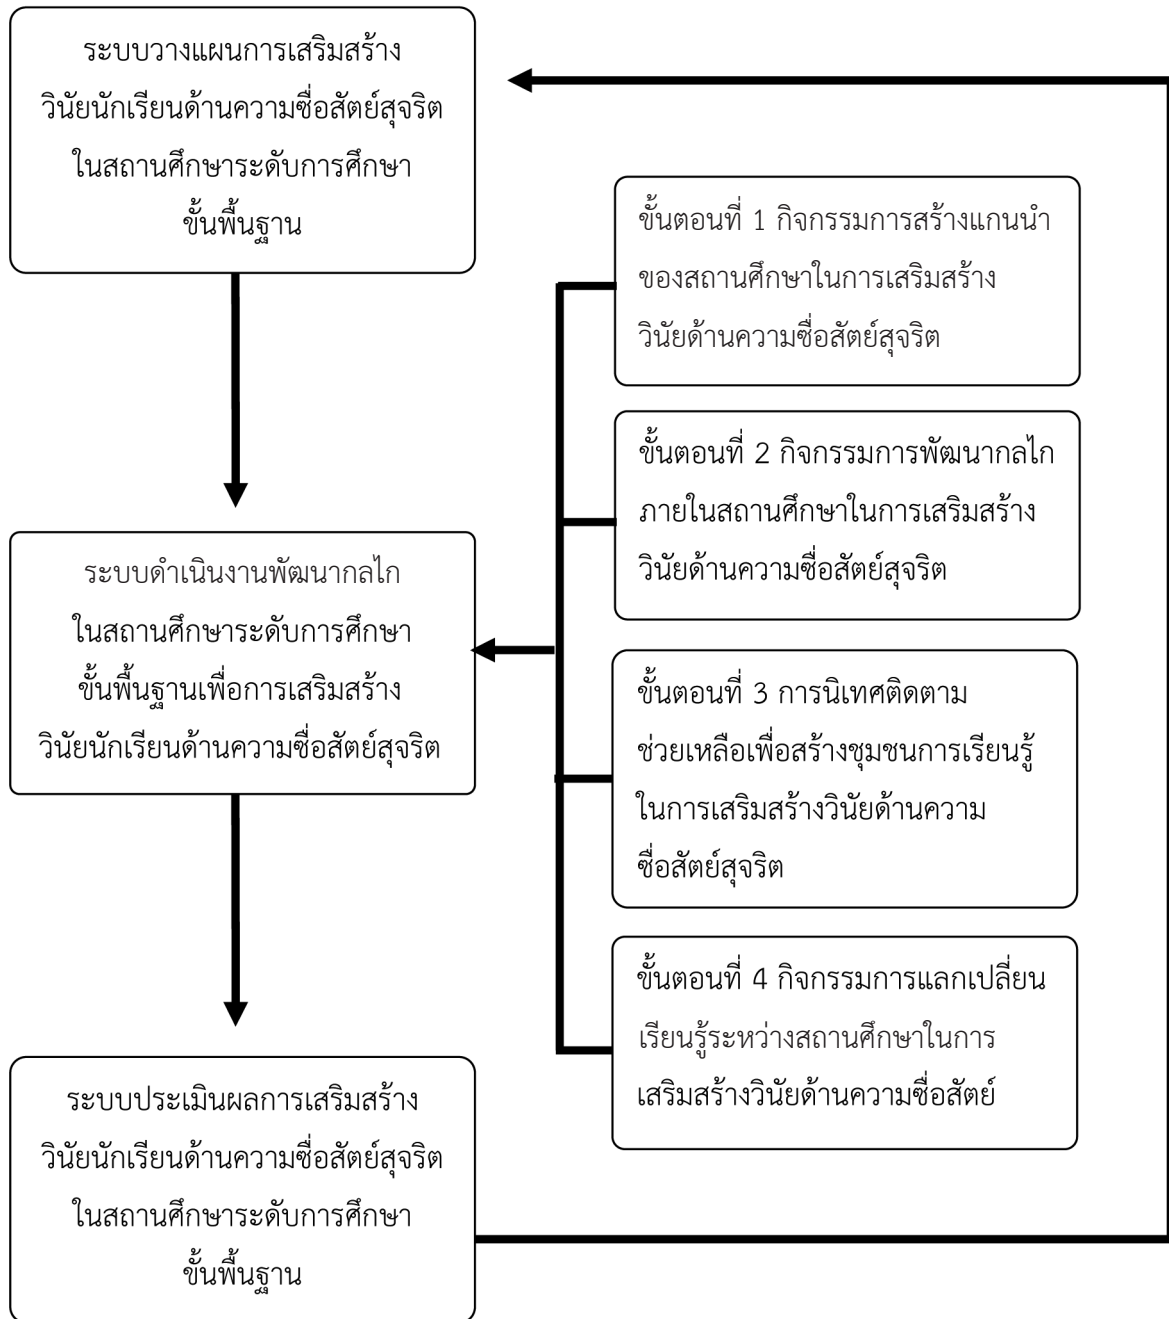 ระบบวางแผนการเสริมสร้าง
วินัยนักเรียนด้านความซื่อสัตย์สุจริต
ในสถานศึกษาระดับการศึกษา
ขั้นพื้นฐาน
ระบบดำเนินงานพัฒนากลไก
ในสถานศึกษาระดับการศึกษา
ขั้นพื้นฐานเพื่อการเสริมสร้าง
วินัยนักเรียนด้านความซื่อสัตย์สุจริต
ขั้นตอนที่ 1 กิจกรรมการสร้างแกนนำ
ของสถานศึกษาในการเสริมสร้าง
วินัยด้านความซื่อสัตย์สุจริต
ขั้นตอนที่ 2 กิจกรรมการพัฒนากลไก
ภายในสถานศึกษาในการเสริมสร้าง
วินัยด้านความซื่อสัตย์สุจริต
ขั้นตอนที่ 3 การนิเทศติดตาม
ช่วยเหลือเพื่อสร้างชุมชนการเรียนรู้
ในการเสริมสร้างวินัยด้านความ
ซื่อสัตย์สุจริต
ขั้นตอนที่ 4 กิจกรรมการแลกเปลี่ยน
เรียนรู้ระหว่างสถานศึกษาในการ
เสริมสร้างวินัยด้านความซื่อสัตย์
ระบบประเมินผลการเสริมสร้าง
วินัยนักเรียนด้านความซื่อสัตย์สุจริต
ในสถานศึกษาระดับการศึกษา
ขั้นพื้นฐาน